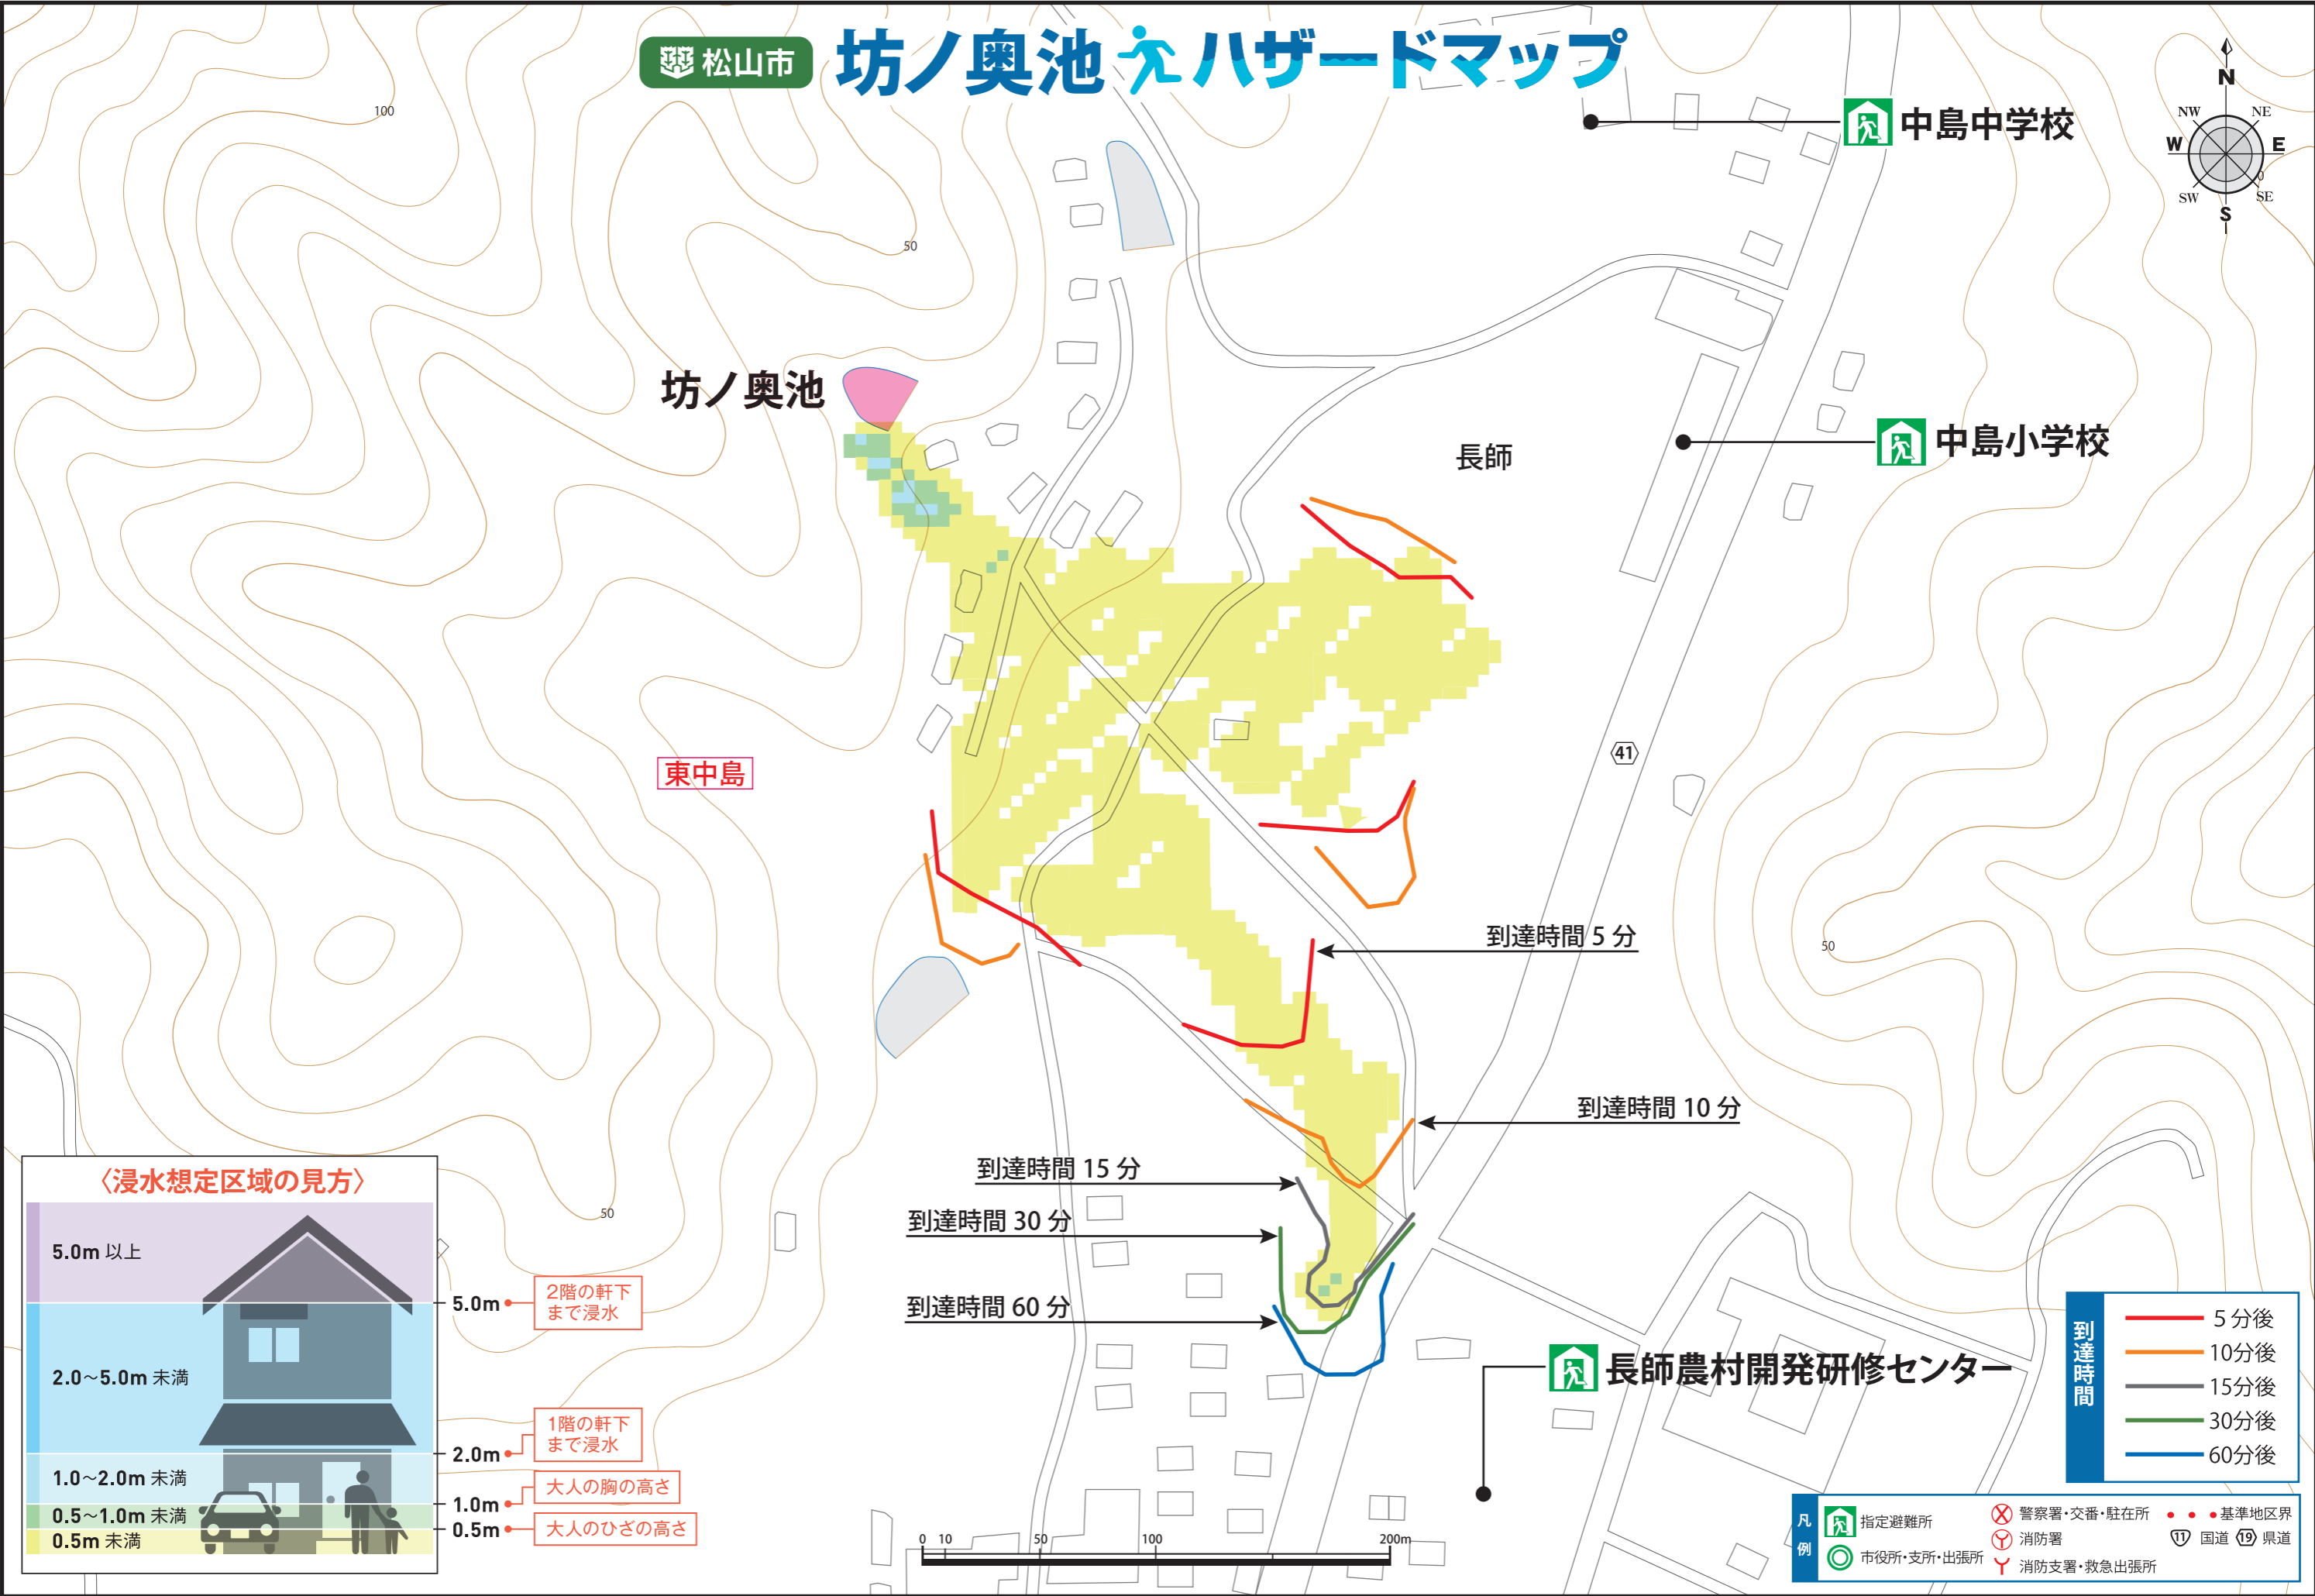 松山市 坊ノ奥池 ハザードマップ
N
NW
NE
W
E
SW
SE
S
0
中島中学校
100
50
坊ノ奥池
中島小学校
長師
41
東中島
50
到達時間 5 分
到達時間 10 分
到達時間 15 分
到達時間 30 分
到達時間 60 分
50
長師農村開発研修センター
〈浸水想定区域の見方〉
5.0m 以上
5.0m
2階の軒下
まで浸水
2.0～5.0m 未満
2.0m
1階の軒下
まで浸水
1.0～2.0m 未満
1.0m
大人の胸の高さ
0.5～1.0m 未満
0.5m
大人のひざの高さ
0.5m 未満
0 10 50 100 200m
到達時間
5分後
10分後
15分後
30分後
60分後
凡例
指定避難所
市役所・支所・出張所
警察署・交番・駐在所
消防署
消防支署・救急出張所
基準地区界
11 国道 19 県道